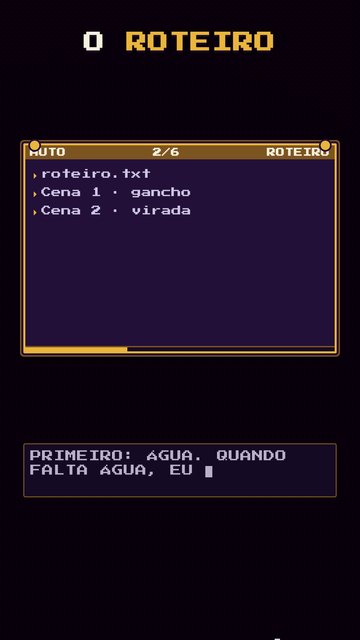 O ROTEIRO
AUTO 2/6 ROTEIRO
roteiro.txt
Cena 1 · gancho
Cena 2 · virada
PRIMEIRO: ÁGUA. QUANDO
FALTA ÁGUA, EU